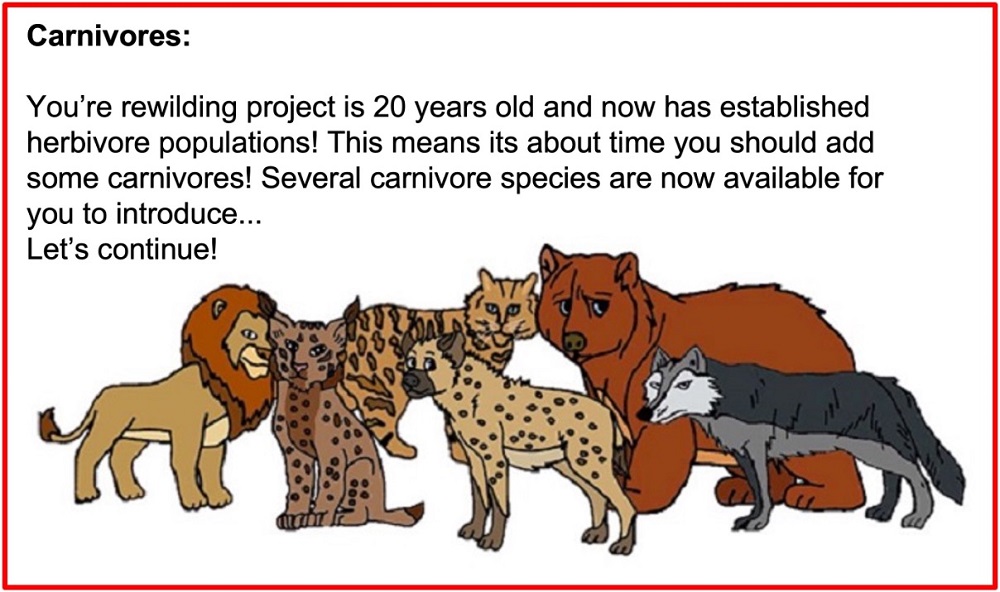 Carnivores:
You’re rewilding project is 20 years old and now has established
herbivore populations! This means its about time you should add
some carnivores! Several carnivore species are now available for
you to introduce...
Let’s continue!